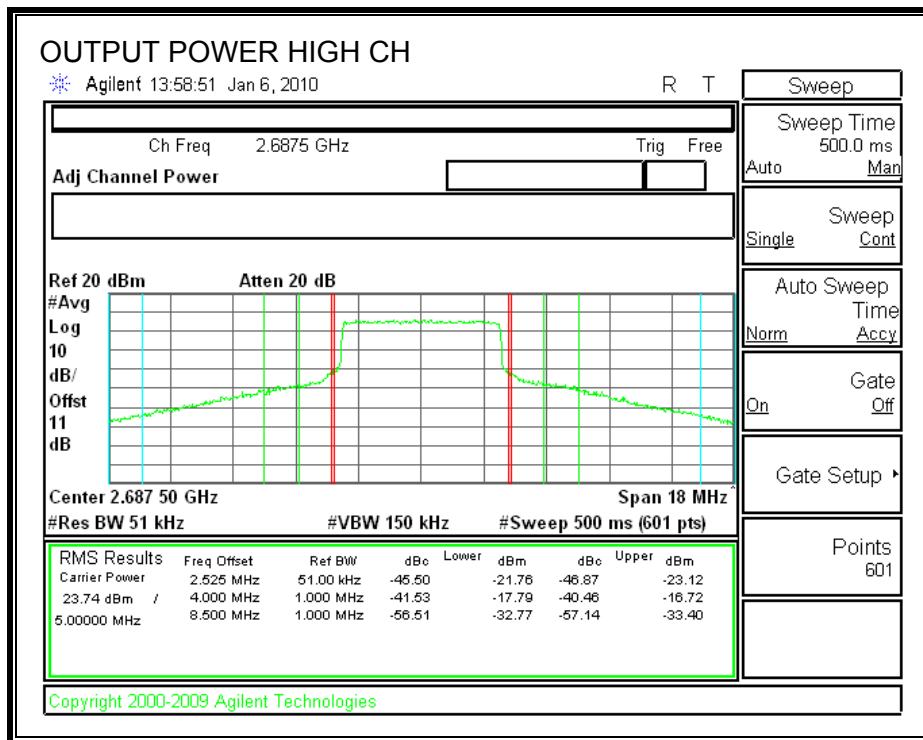 OUTPUT POWER HIGH CH
Agilent 13:58:51 Jan 6, 2010 R T
Ch Freq 2.6875 GHz Trig Free
Adj Channel Power
Ref 20 dBm Atten 20 dB
#Avg
Log
10
dB/
Offst
11
dB
Center 2.687 50 GHz Span 18 MHz
#Res BW 51 kHz #VBW 150 kHz #Sweep 500 ms (601 pts)
RMS Results Freq Offset Ref BW dBc Lower dBm dBc Upper dBm
Carrier Power 2.525 MHz 51.00 kHz -45.50 -21.76 -46.87 -23.12
23.74 dBm / 4.000 MHz 1.000 MHz -41.53 -17.79 -40.46 -16.72
5.00000 MHz 8.500 MHz 1.000 MHz -56.51 -32.77 -57.14 -33.40
Copyright 2000-2009 Agilent Technologies
Sweep
Sweep Time
500.0 ms
Auto Man
Sweep
Single Cont
Auto Sweep
Time
Norm Accy
Gate
On Off
Gate Setup
Points
601